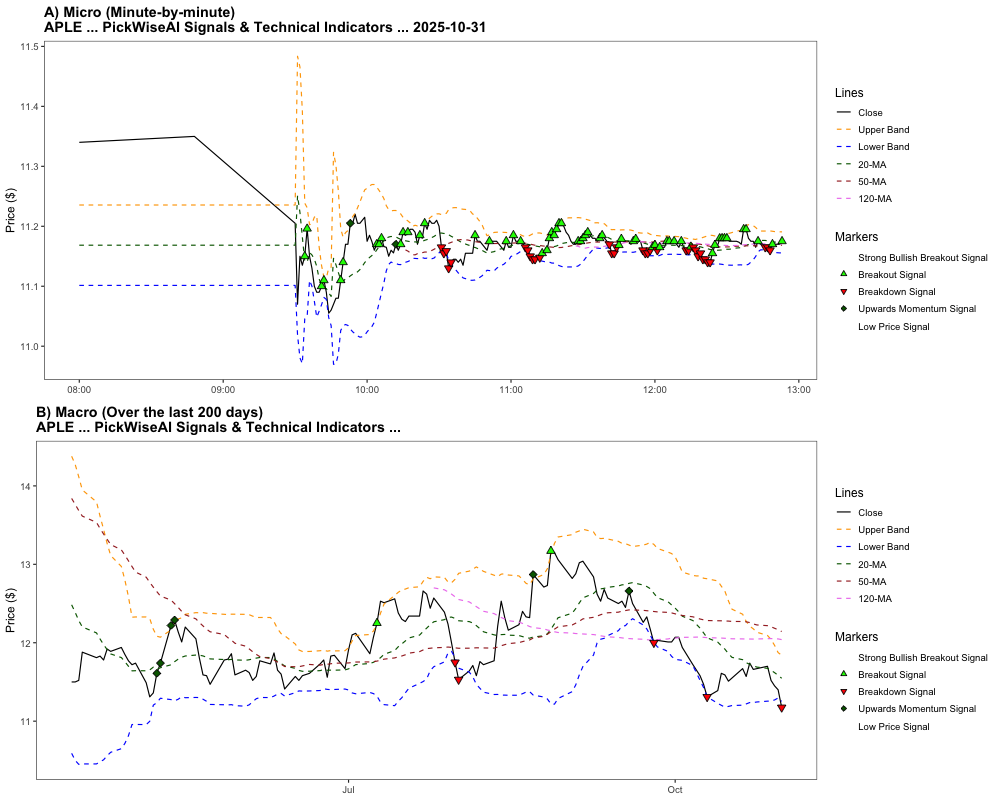 A) Micro (Minute-by-minute)
APLE ... PickWiseAI Signals & Technical Indicators ... 2025-10-31
Price ($)
11.5
11.4
11.3
11.2
11.1
11.0
08:00 09:00 10:00 11:00 12:00 13:00
Lines
Close
Upper Band
Lower Band
20-MA
50-MA
120-MA
Markers
Strong Bullish Breakout Signal
Breakout Signal
Breakdown Signal
Upwards Momentum Signal
Low Price Signal
B) Macro (Over the last 200 days)
APLE ... PickWiseAI Signals & Technical Indicators ...
Price ($)
14
13
12
11
Jul Oct
Lines
Close
Upper Band
Lower Band
20-MA
50-MA
120-MA
Markers
Strong Bullish Breakout Signal
Breakout Signal
Breakdown Signal
Upwards Momentum Signal
Low Price Signal